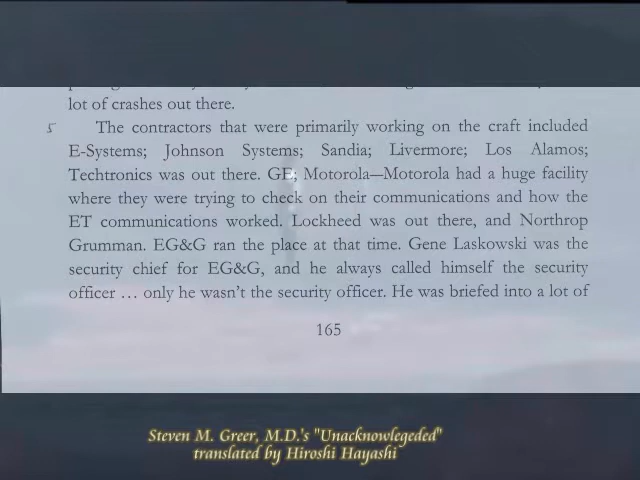 lot of crashes out there.
5 The contractors that were primarily working on the craft included
E-Systems; Johnson Systems; Sandia; Livermore; Los Alamos;
Techtronics was out there. GE; Motorola—Motorola had a huge facility
where they were trying to check on their communications and how the
ET communications worked. Lockheed was out there, and Northrop
Grumman. EG&G ran the place at that time. Gene Laskowski was the
security chief for EG&G, and he always called himself the security
officer … only he wasn't the security officer. He was briefed into a lot of
165
Steven M. Greer, M.D.'s "Unacknowlegeded"
translated by Hiroshi Hayashi